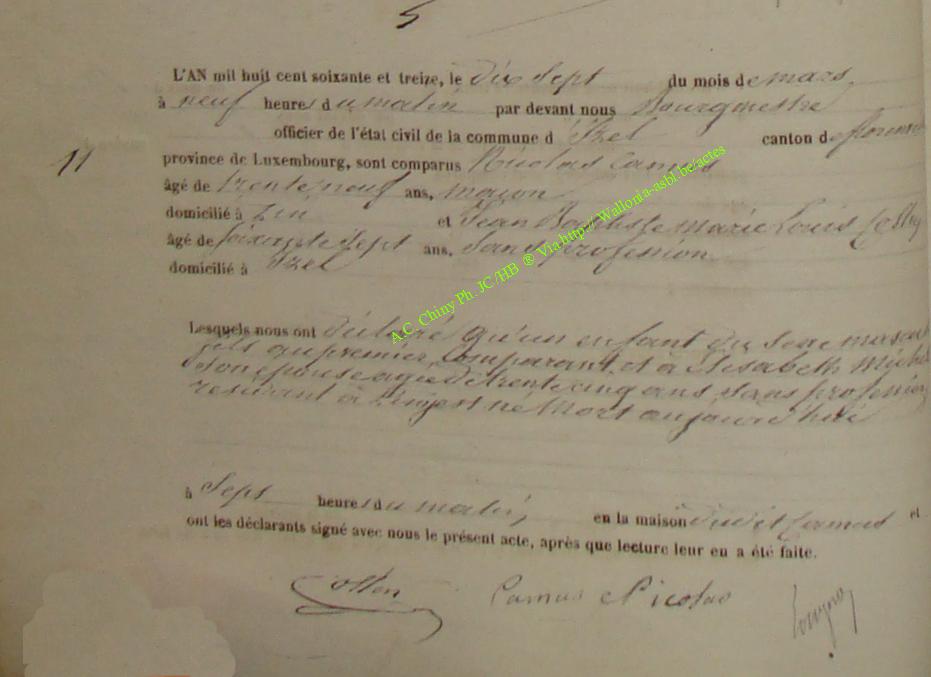 5
L'AN mil huit cent soixante et treize, le dix sept du mois de mars
à neuf heures du matin par devant nous Bourgmestre
officier de l'état civil de la commune d'Izel canton de
11
province de Luxembourg, sont comparus Nicolas Camus
âgé de trente neuf ans, maçon
domicilié à et Jean Baptiste Marie Louis
âgé de soixante sept ans, sans profession
domicilié à Izel
A.C. Chiny Ph. JC /HB ® Via http//Wallonia-asbl.be/actes
Lesquels nous ont déclaré qu'un enfant du sexe
fils du premier comparant et à Elisabeth
son épouse agée de trente cinq ans sans profession
résidant à est né mort aujourd'hui
à sept heures du matin, en la maison dudit Camus et
ont les déclarants signé avec nous le présent acte, après que lecture leur en a été faite.
Camus Nicolas